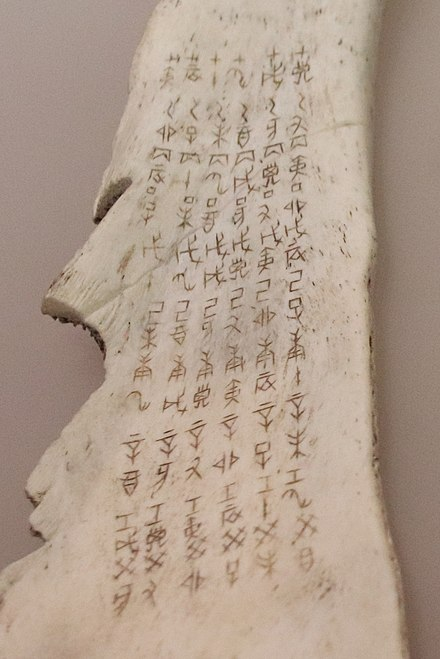 甲子乙丑丙寅丁卯戊辰己巳庚午辛未壬申癸酉
甲戌乙亥丙子丁丑戊寅己卯庚辰辛巳壬午癸未
甲申乙酉丙戌丁亥戊子己丑庚寅辛卯壬辰癸巳
甲午乙未丙申丁酉戊戌己亥庚子辛丑壬寅癸卯
甲辰乙巳丙午丁未戊申己酉庚戌辛亥壬子癸丑
甲寅乙卯丙辰丁巳戊午己未庚申辛酉壬戌癸亥